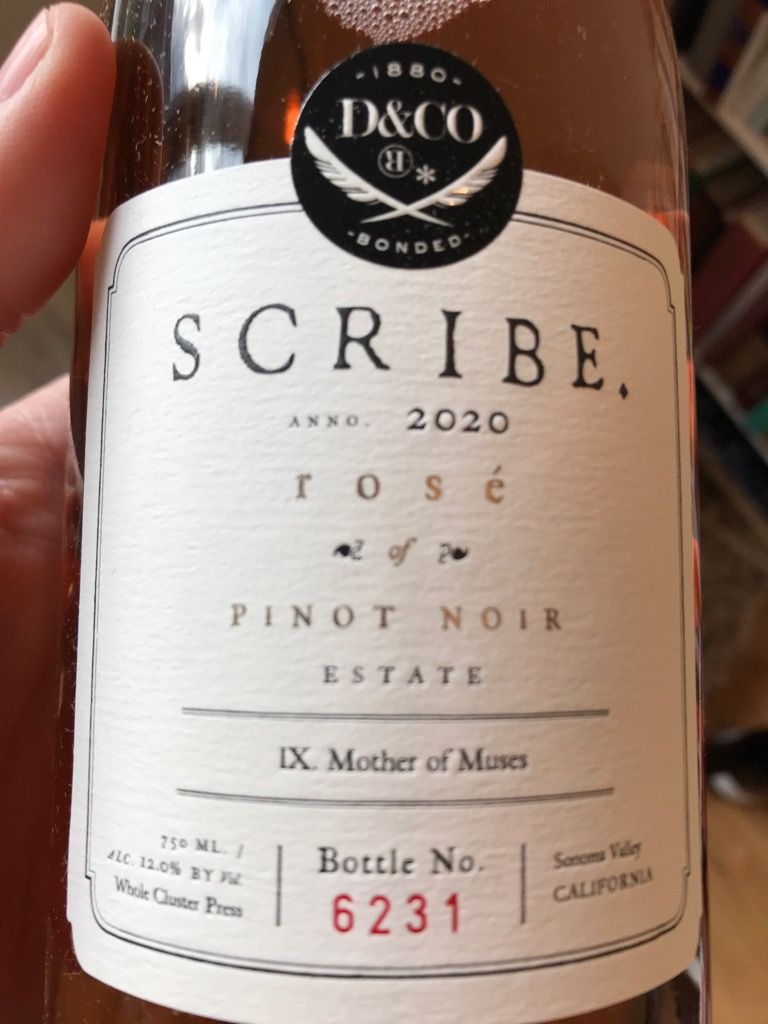 -1880-
D&CO
R*
-BONDED-
SCRIBE.
ANNO. 2020
rosé
of
PINOT NOIR
ESTATE
IX. Mother of Muses
750 ML. /
ALC. 12.0% BY Vol.
Whole Cluster Press
Bottle No.
6231
Sonoma Valley
CALIFORNIA